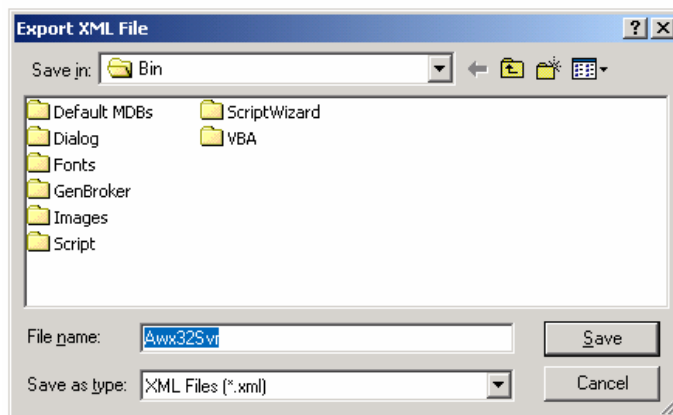 Export XML File
Save in: Bin
Default MDBs ScriptWizard
Dialog VBA
Fonts
GenBroker
Images
Script
File name: Awx32Svr Save
Save as type: XML Files (*.xml) Cancel